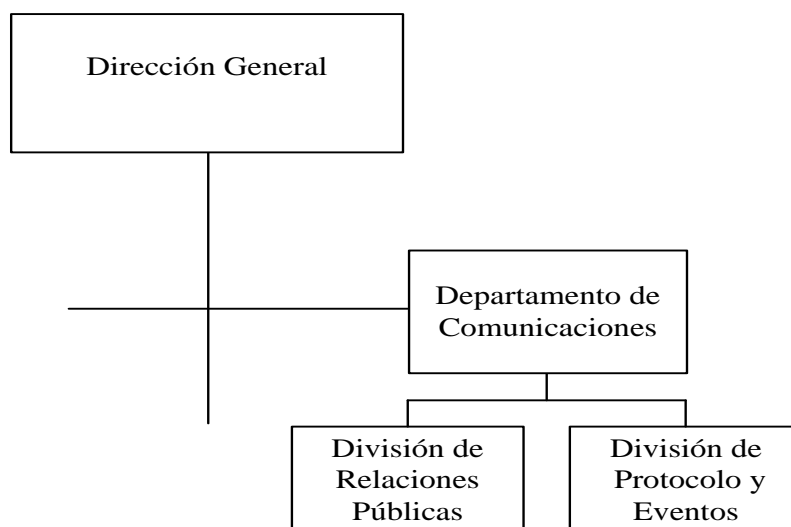 Dirección General
Departamento de
Comunicaciones
División de
Relaciones
Públicas
División de
Protocolo y
Eventos